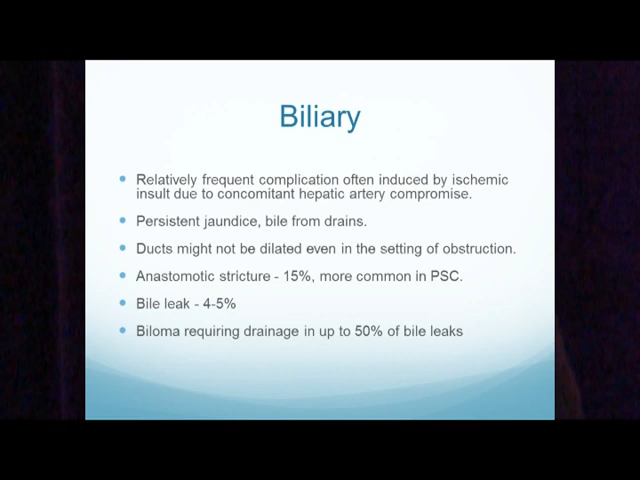 Biliary
Relatively frequent complication often induced by ischemic
insult due to concomitant hepatic artery compromise.
Persistent jaundice, bile from drains.
Ducts might not be dilated even in the setting of obstruction.
Anastomotic stricture - 15%, more common in PSC.
Bile leak - 4-5%
Biloma requiring drainage in up to 50% of bile leaks